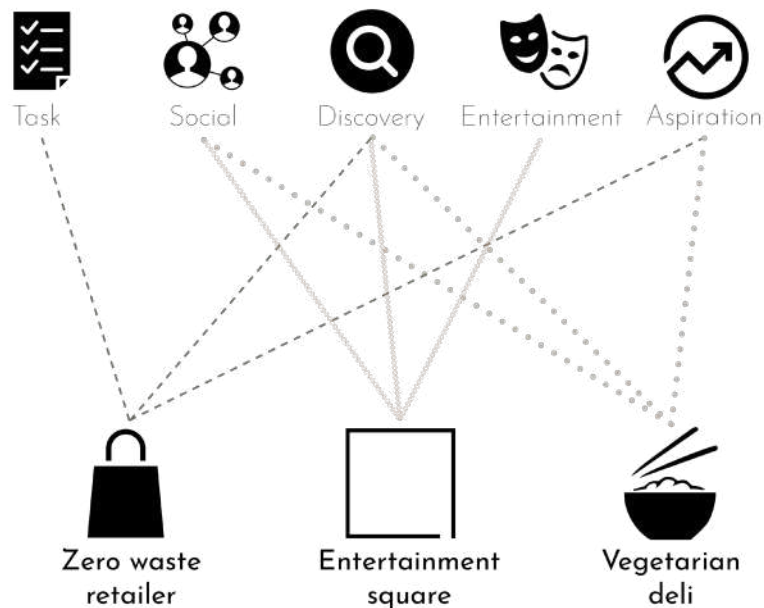 Task
Social
Discovery
Entertainment
Aspiration
Zero waste
retailer
Entertainment
square
Vegetarian
deli